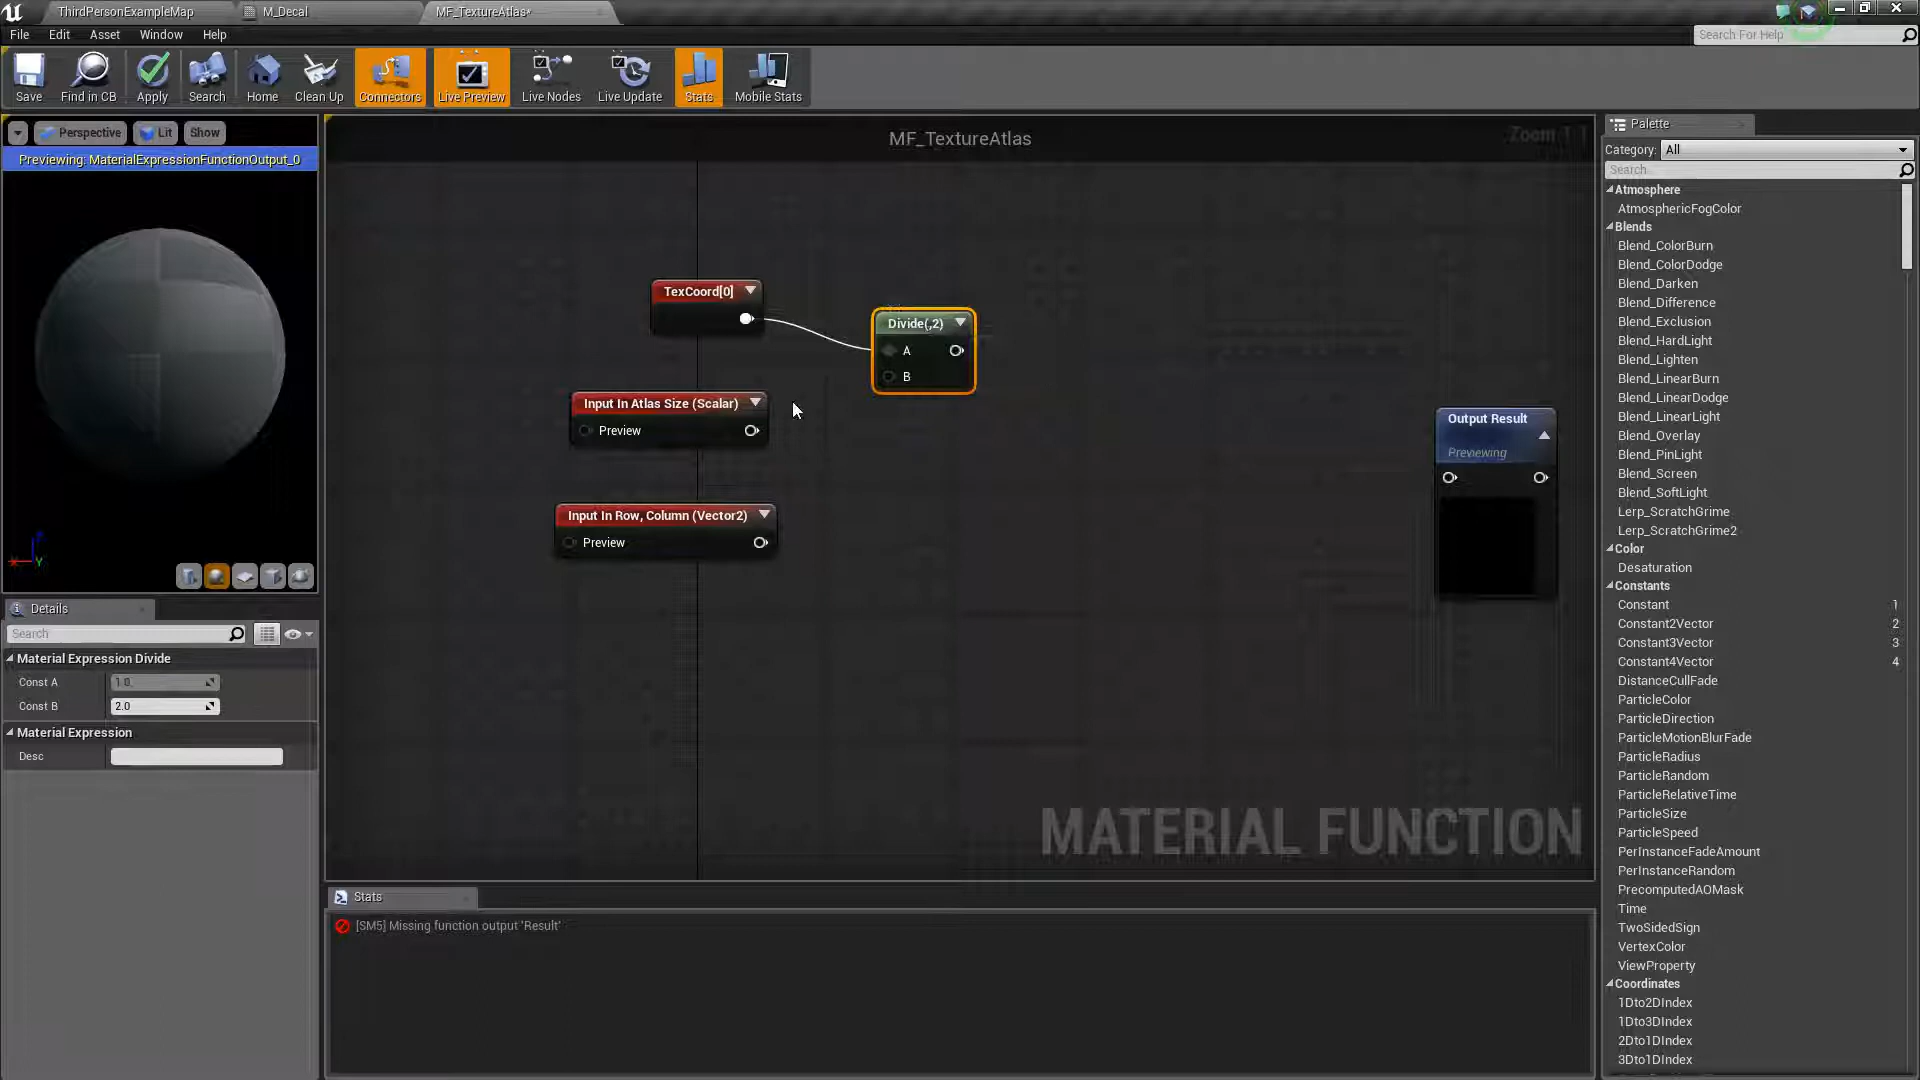 ThirdPersonExampleMap
M_Decal
MF_TextureAtlas*
File Edit Asset Window Help
Search For Help
Save
Find in CB
Apply
Search
Home
Clean Up
Connectors
Live Preview
Live Nodes
Live Update
Stats
Mobile Stats
Perspective
Lit
Show
Previewing: MaterialExpressionFunctionOutput_0
Y
Details
Search
Material Expression Divide
Const A 1.0
Const B 2.0
Material Expression
Desc
MF_TextureAtlas
TexCoord[0]
Divide(,2)
A
B
Input In Atlas Size (Scalar)
Preview
Input In Row, Column (Vector2)
Preview
Output Result
Previewing
MATERIAL FUNCTION
Stats
[SM5] Missing function output 'Result'
Palette
Category: All
Search
Atmosphere
AtmosphericFogColor
Blends
Blend_ColorBurn
Blend_ColorDodge
Blend_Darken
Blend_Difference
Blend_Exclusion
Blend_HardLight
Blend_Lighten
Blend_LinearBurn
Blend_LinearDodge
Blend_LinearLight
Blend_Overlay
Blend_PinLight
Blend_Screen
Blend_SoftLight
Lerp_ScratchGrime
Lerp_ScratchGrime2
Color
Desaturation
Constants
Constant 1
Constant2Vector 2
Constant3Vector 3
Constant4Vector 4
DistanceCullFade
ParticleColor
ParticleDirection
ParticleMotionBlurFade
ParticleRadius
ParticleRandom
ParticleRelativeTime
ParticleSize
ParticleSpeed
PerInstanceFadeAmount
PerInstanceRandom
PrecomputedAOMask
Time
TwoSidedSign
VertexColor
ViewProperty
Coordinates
1Dto2DIndex
1Dto3DIndex
2Dto1DIndex
3Dto1DIndex